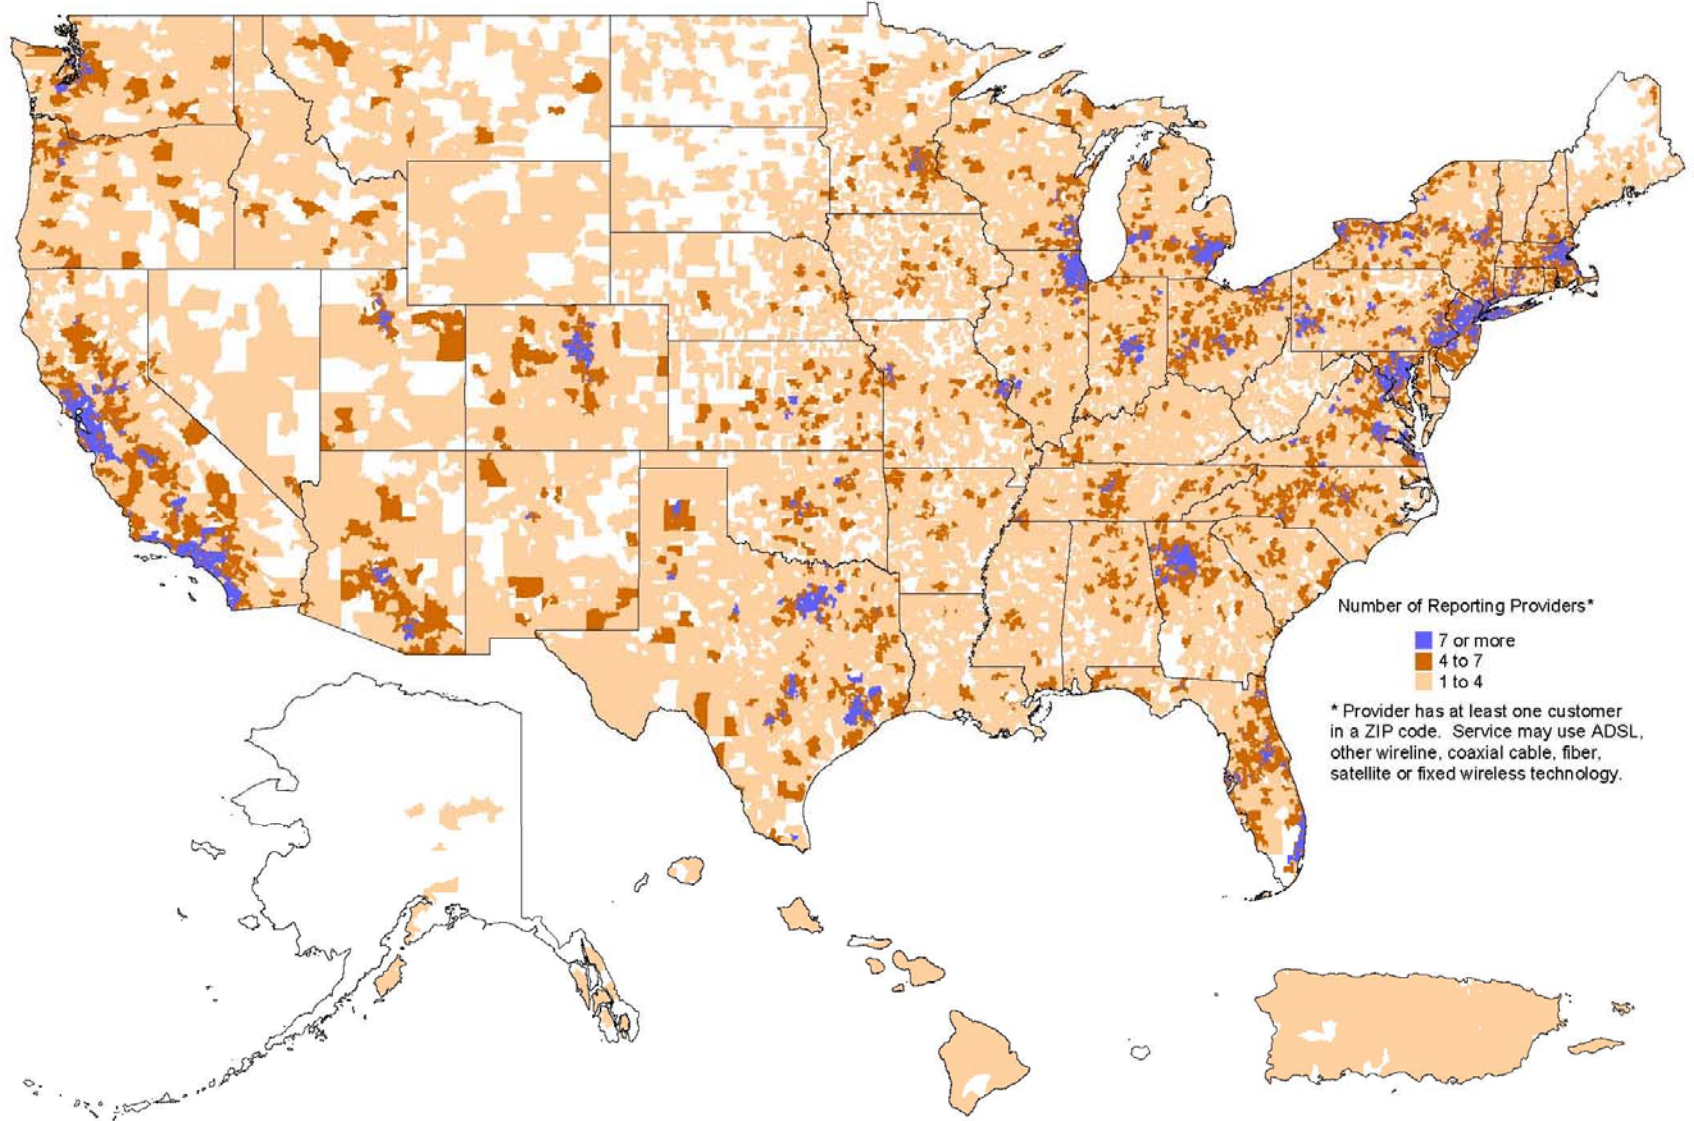 Number of Reporting Providers*
7 or more
4 to 7
1 to 4
* Provider has at least one customer
in a ZIP code. Service may use ADSL,
other wireline, coaxial cable, fiber,
satellite or fixed wireless technology.